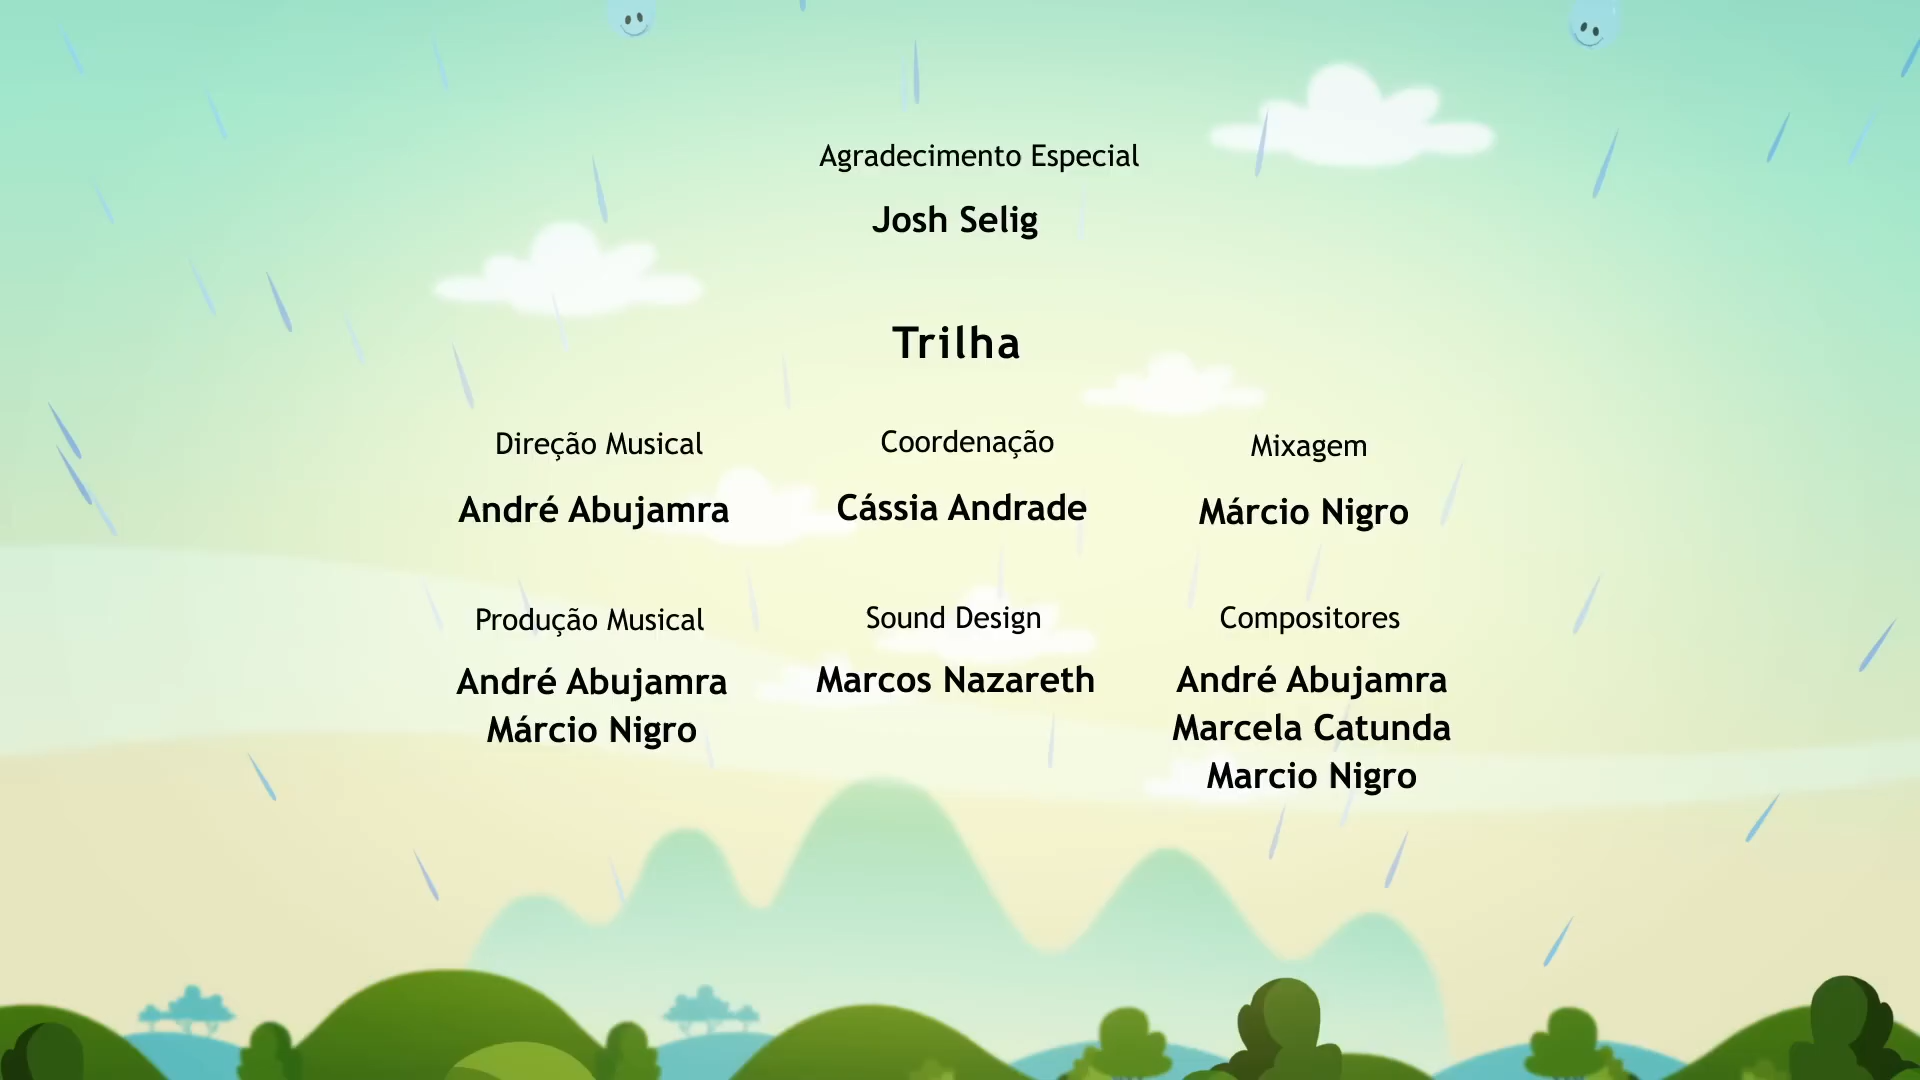 Agradecimento Especial
Josh Selig
Trilha
Direção Musical
André Abujamra
Coordenação
Cássia Andrade
Mixagem
Márcio Nigro
Produção Musical
André Abujamra
Márcio Nigro
Sound Design
Marcos Nazareth
Compositores
André Abujamra
Marcela Catunda
Marcio Nigro